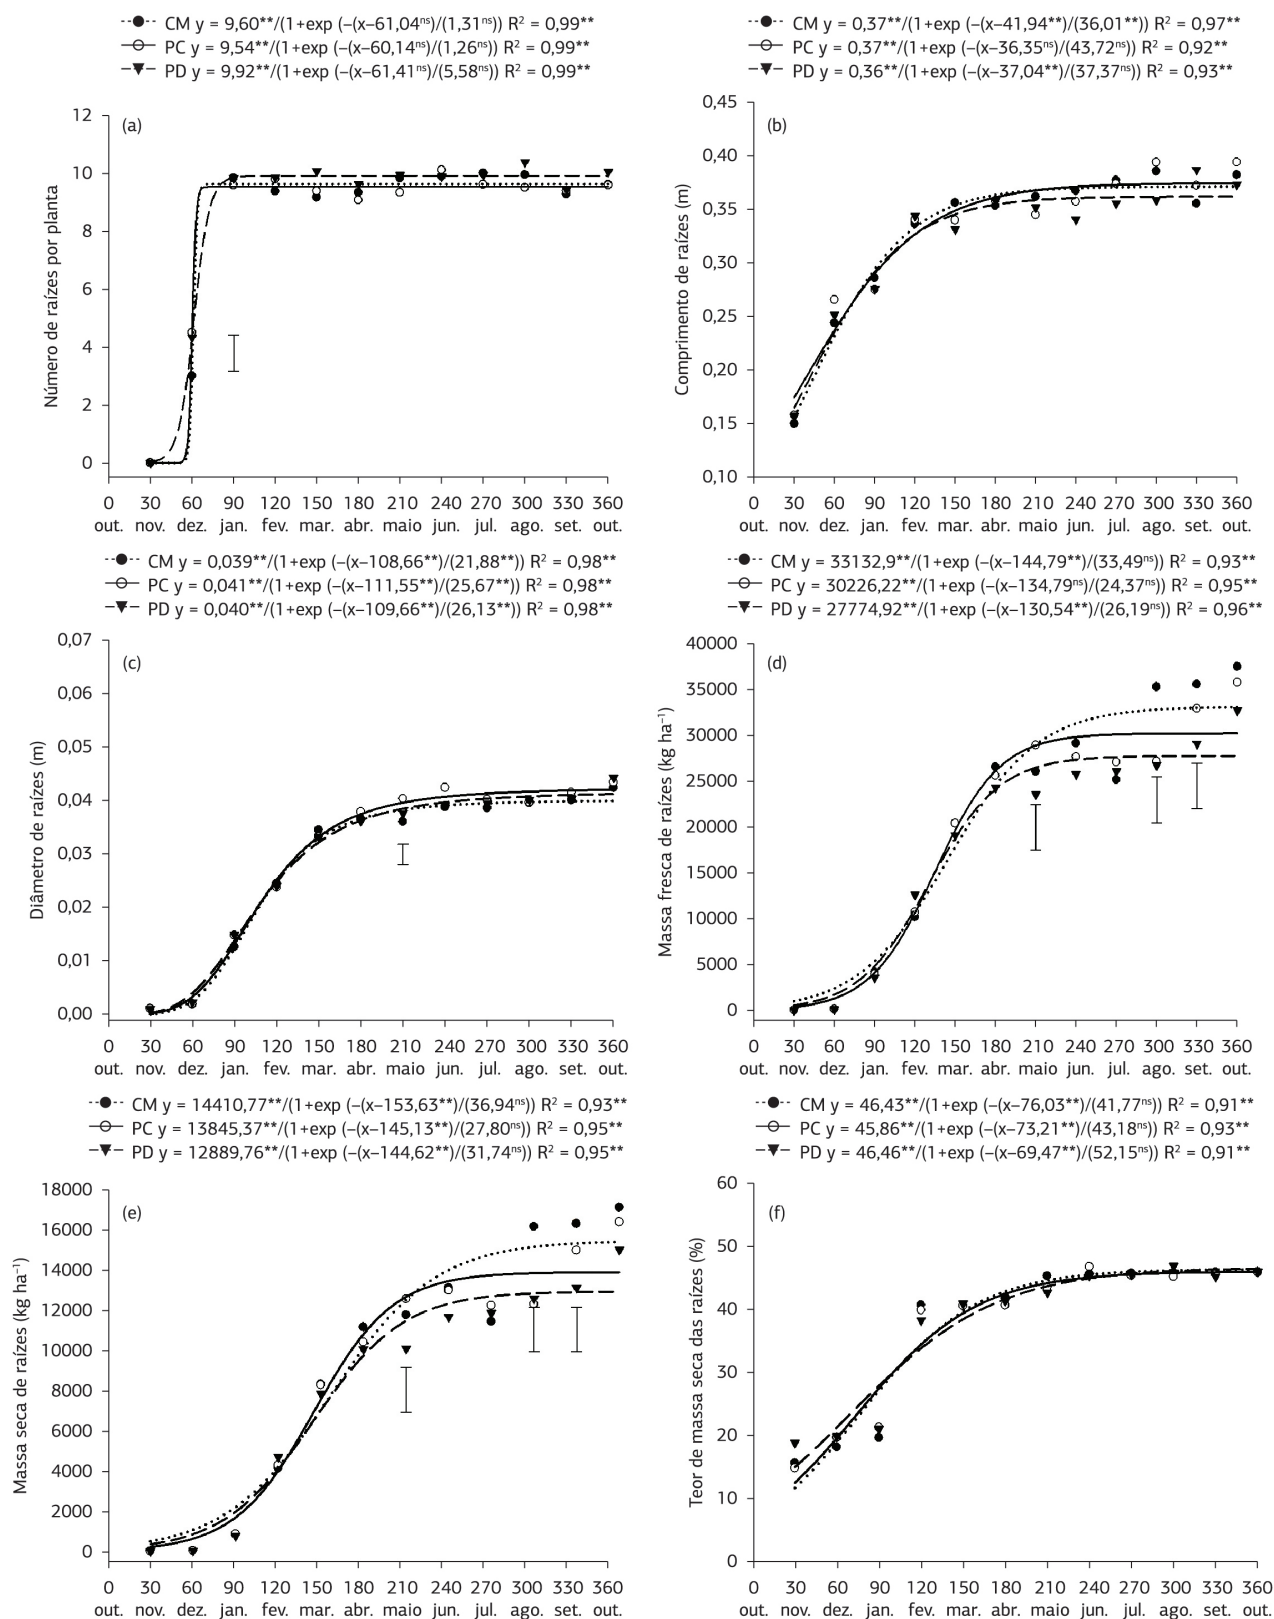 CM y = 9,60**/(1+exp (–(x–61,04ns)/(1,31ns)) R² = 0,99**
PC y = 9,54**/(1+exp (–(x–60,14ns)/(1,26ns)) R² = 0,99**
PD y = 9,92**/(1+exp (–(x–61,41ns)/(5,58ns)) R² = 0,99**
(a)
Número de raízes por planta
12
10
8
6
4
2
0
0 30 60 90 120 150 180 210 240 270 300 330 360
out. nov. dez. jan. fev. mar. abr. maio jun. jul. ago. set. out.
CM y = 0,37**/(1+exp (–(x–41,94**)/(36,01**)) R² = 0,97**
PC y = 0,37**/(1+exp (–(x–36,35ns)/(43,72ns)) R² = 0,92**
PD y = 0,36**/(1+exp (–(x–37,04**)/(37,37ns)) R² = 0,93**
(b)
Comprimento de raízes (m)
0,45
0,40
0,35
0,30
0,25
0,20
0,15
0,10
0 30 60 90 120 150 180 210 240 270 300 330 360
out. nov. dez. jan. fev. mar. abr. maio jun. jul. ago. set. out.
CM y = 0,039**/(1+exp (–(x–108,66**)/(21,88**)) R² = 0,98**
PC y = 0,041**/(1+exp (–(x–111,55**)/(25,67**)) R² = 0,98**
PD y = 0,040**/(1+exp (–(x–109,66**)/(26,13**)) R² = 0,98**
(c)
Diâmetro de raízes (m)
0,07
0,06
0,05
0,04
0,03
0,02
0,01
0,00
0 30 60 90 120 150 180 210 240 270 300 330 360
out. nov. dez. jan. fev. mar. abr. maio jun. jul. ago. set. out.
CM y = 33132,9**/(1+exp (–(x–144,79**)/(33,49ns)) R² = 0,93**
PC y = 30226,22**/(1+exp (–(x–134,79ns)/(24,37ns)) R² = 0,95**
PD y = 27774,92**/(1+exp (–(x–130,54**)/(26,19ns)) R² = 0,96**
(d)
Massa fresca de raízes (kg ha⁻¹)
40000
35000
30000
25000
20000
15000
10000
5000
0
0 30 60 90 120 150 180 210 240 270 300 330 360
out. nov. dez. jan. fev. mar. abr. maio jun. jul. ago. set. out.
CM y = 14410,77**/(1+exp (–(x–153,63**)/(36,94ns)) R² = 0,93**
PC y = 13845,37**/(1+exp (–(x–145,13**)/(27,80ns)) R² = 0,95**
PD y = 12889,76**/(1+exp (–(x–144,62**)/(31,74ns)) R² = 0,95**
(e)
Massa seca de raízes (kg ha⁻¹)
18000
16000
14000
12000
10000
8000
6000
4000
2000
0
0 30 60 90 120 150 180 210 240 270 300 330 360
out. nov. dez. jan. fev. mar. abr. maio jun. jul. ago. set. out.
CM y = 46,43**/(1+exp (–(x–76,03**)/(41,77ns)) R² = 0,91**
PC y = 45,86**/(1+exp (–(x–73,21**)/(43,18ns)) R² = 0,93**
PD y = 46,46**/(1+exp (–(x–69,47**)/(52,15ns)) R² = 0,91**
(f)
Teor de massa seca das raízes (%)
60
50
40
30
20
10
0
0 30 60 90 120 150 180 210 240 270 300 330 360
out. nov. dez. jan. fev. mar. abr. maio jun. jul. ago. set. out.